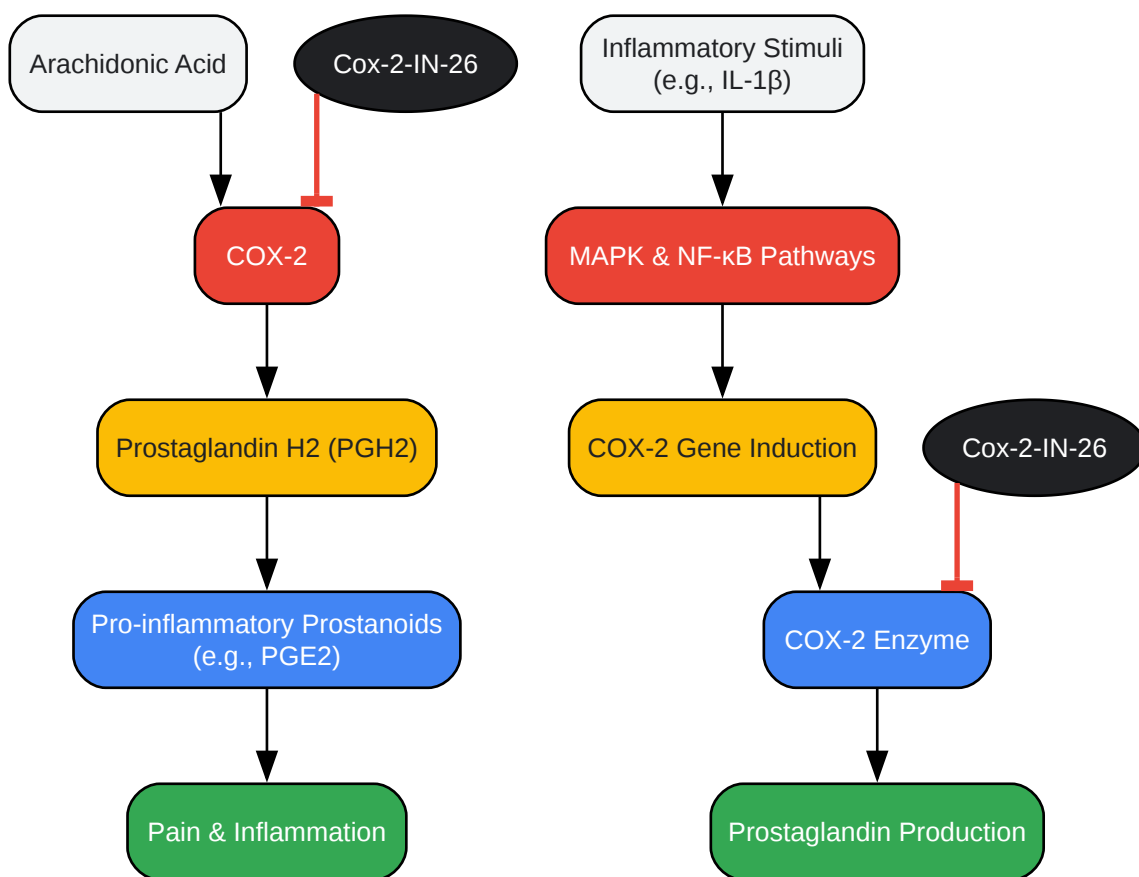 Arachidonic Acid
Cox-2-IN-26
COX-2
Prostaglandin H2 (PGH2)
Pro-inflammatory Prostanoids
(e.g., PGE2)
Pain & Inflammation
Inflammatory Stimuli
(e.g., IL-1β)
MAPK & NF-κB Pathways
COX-2 Gene Induction
Cox-2-IN-26
COX-2 Enzyme
Prostaglandin Production